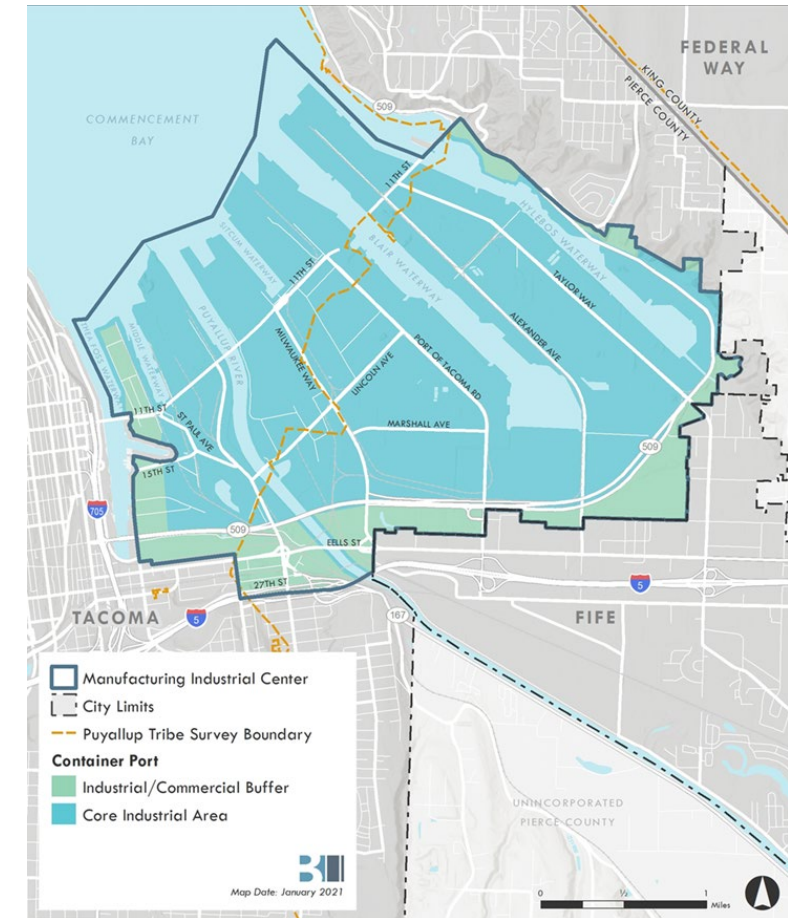 FEDERAL
WAY
KING COUNTY
PIERCE COUNTY
COMMENCEMENT
BAY
509
11TH ST
HYLEBOS WATERWAY
BLAIR WATERWAY
SITCUM WATERWAY
11TH ST
TAYLOR WAY
PUYALLUP RIVER
ALEXANDER AVE
MILWAUKEE WAY
PORT OF TACOMA RD
LINCOLN AVE
THEA FOSS WATERWAY
MIDDLE WATERWAY
11TH ST
ST PAUL AVE
MARSHALL AVE
509
15TH ST
705
509
EELLS ST
27TH ST
5
TACOMA
5
167
FIFE
Manufacturing Industrial Center
City Limits
Puyallup Tribe Survey Boundary
Container Port
Industrial/Commercial Buffer
Core Industrial Area
UNINCORPORATED
PIERCE COUNTY
Map Date: January 2021
0 ½ 1
Miles